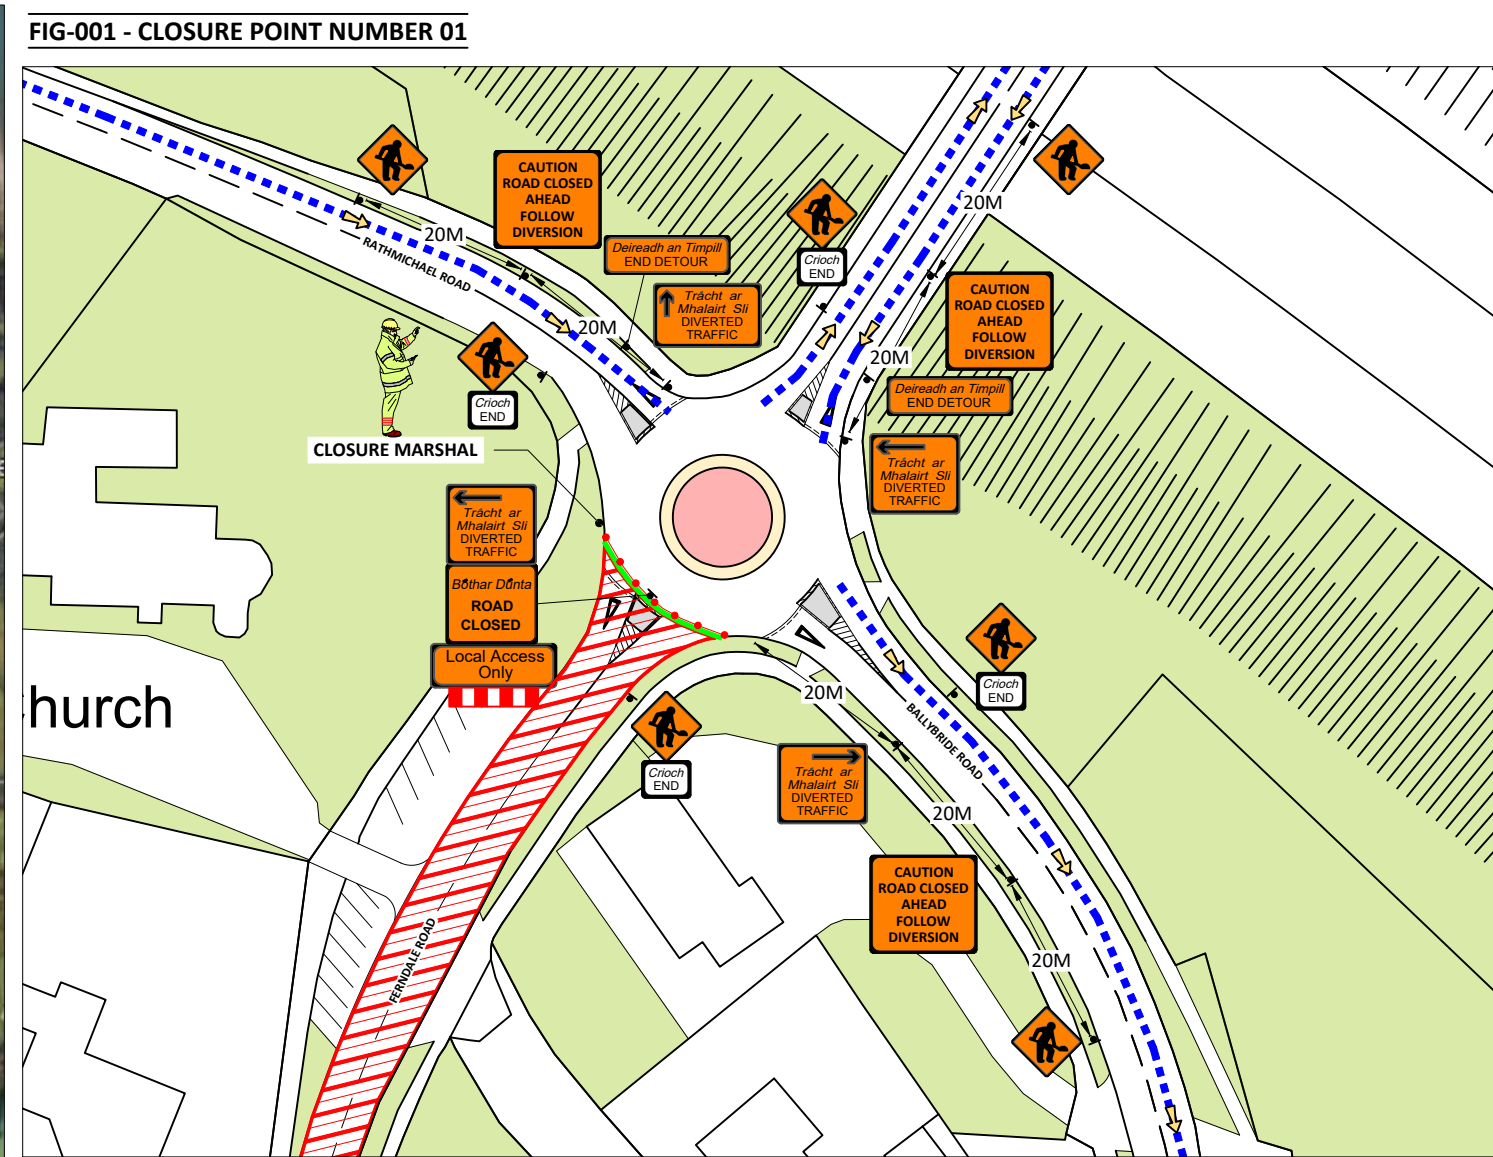 FIG-001 - CLOSURE POINT NUMBER 01
CAUTION
ROAD CLOSED
AHEAD
FOLLOW
DIVERSION
20M
RATHMICHAEL ROAD
Deireadh an Timpill
END DETOUR
Trácht ar
Mhalairt Slí
DIVERTED
TRAFFIC
20M
Críoch
END
20M
CAUTION
ROAD CLOSED
AHEAD
FOLLOW
DIVERSION
20M
Deireadh an Timpill
END DETOUR
Trácht ar
Mhalairt Slí
DIVERTED
TRAFFIC
Críoch
END
CLOSURE MARSHAL
Trácht ar
Mhalairt Slí
DIVERTED
TRAFFIC
Bóthar Dúnta
ROAD
CLOSED
Local Access
Only
hurch
Críoch
END
20M
BALLYBRIDE ROAD
Críoch
END
Trácht ar
Mhalairt Slí
DIVERTED
TRAFFIC
20M
CAUTION
ROAD CLOSED
AHEAD
FOLLOW
DIVERSION
20M
FERNDALE ROAD